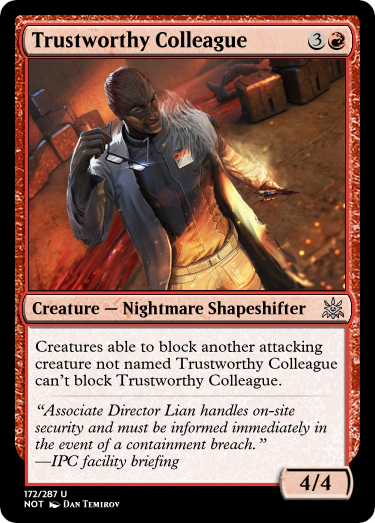 Trustworthy Colleague 3
Creature — Nightmare Shapeshifter
Creatures able to block another attacking
creature not named Trustworthy Colleague
can't block Trustworthy Colleague.
“Associate Director Lian handles on-site
security and must be informed immediately in
the event of a containment breach.”
—IPC facility briefing
4/4
172/287 U
NOT Dan Temirov